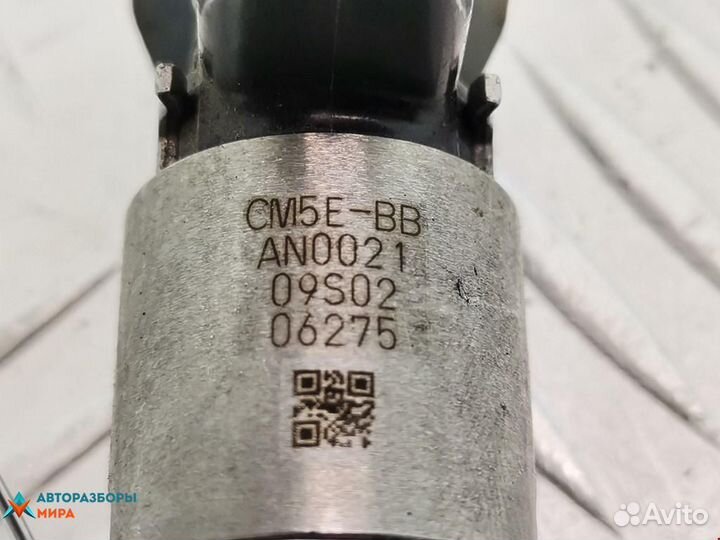 CM5E-BB
AN0021
09S02
06275
АВТОРАЗБОРЫ
МИРА
Avito